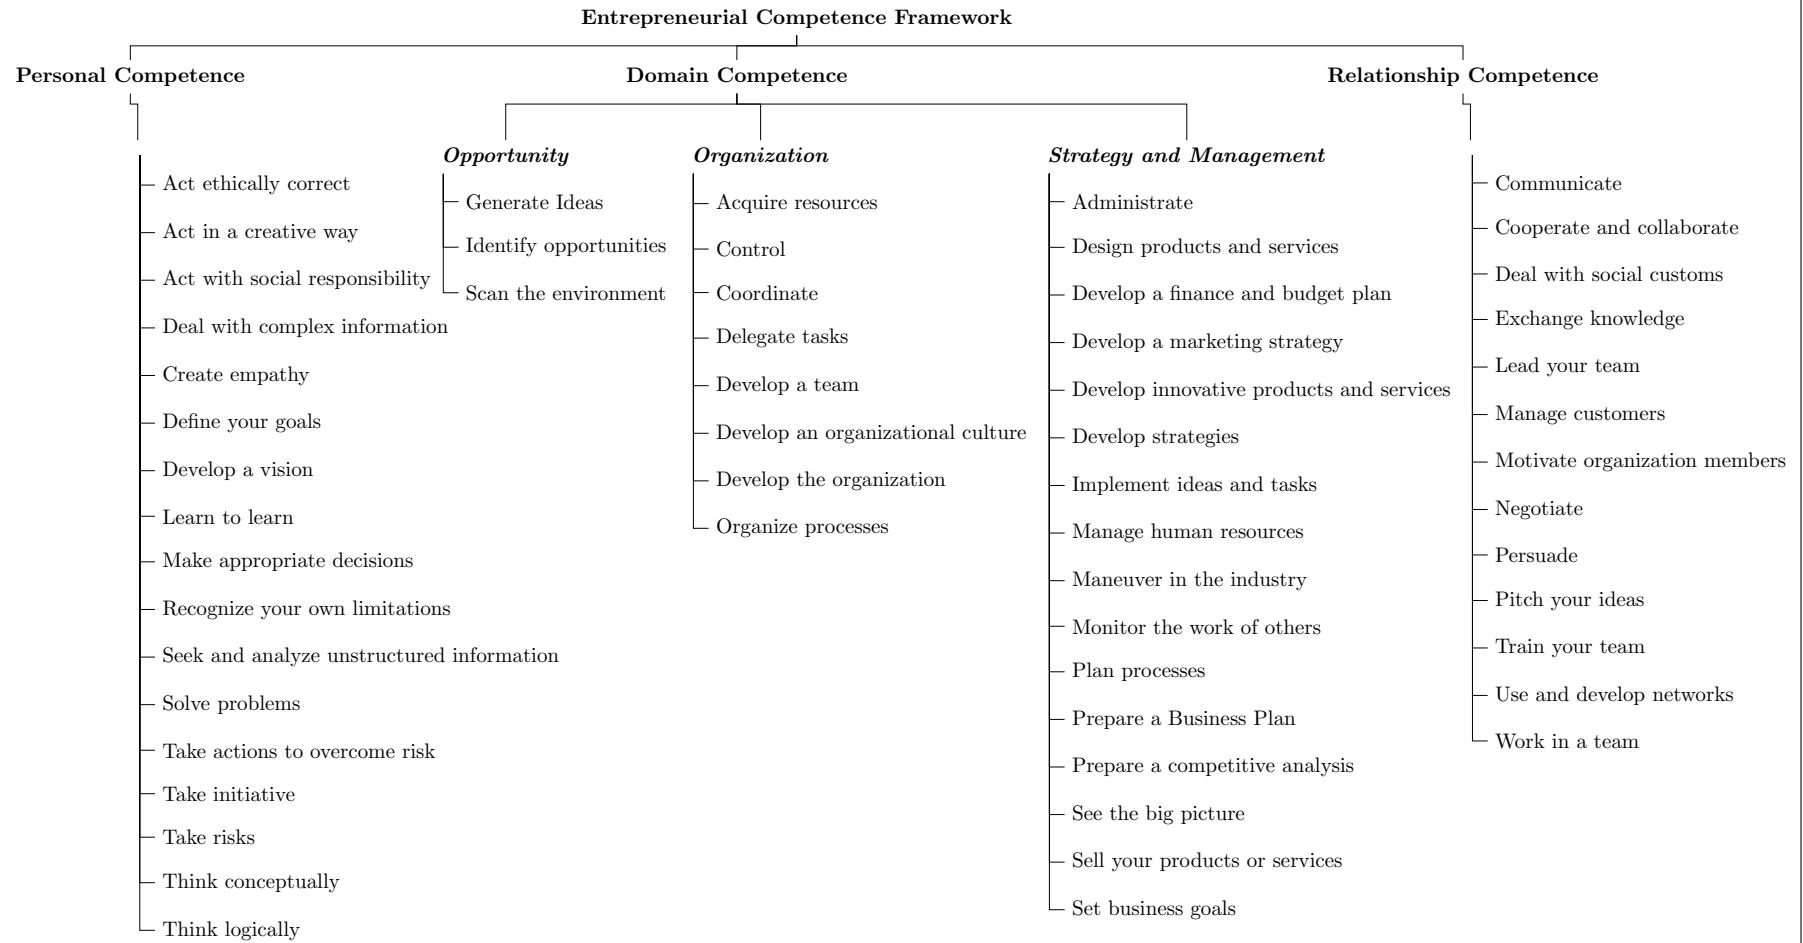 Entrepreneurial Competence Framework
Personal Competence
Act ethically correct
Act in a creative way
Act with social responsibility
Deal with complex information
Create empathy
Define your goals
Develop a vision
Learn to learn
Make appropriate decisions
Recognize your own limitations
Seek and analyze unstructured information
Solve problems
Take actions to overcome risk
Take initiative
Take risks
Think conceptually
Think logically
Domain Competence
Opportunity
Generate Ideas
Identify opportunities
Scan the environment
Organization
Acquire resources
Control
Coordinate
Delegate tasks
Develop a team
Develop an organizational culture
Develop the organization
Organize processes
Strategy and Management
Administrate
Design products and services
Develop a finance and budget plan
Develop a marketing strategy
Develop innovative products and services
Develop strategies
Implement ideas and tasks
Manage human resources
Maneuver in the industry
Monitor the work of others
Plan processes
Prepare a Business Plan
Prepare a competitive analysis
See the big picture
Sell your products or services
Set business goals
Relationship Competence
Communicate
Cooperate and collaborate
Deal with social customs
Exchange knowledge
Lead your team
Manage customers
Motivate organization members
Negotiate
Persuade
Pitch your ideas
Train your team
Use and develop networks
Work in a team